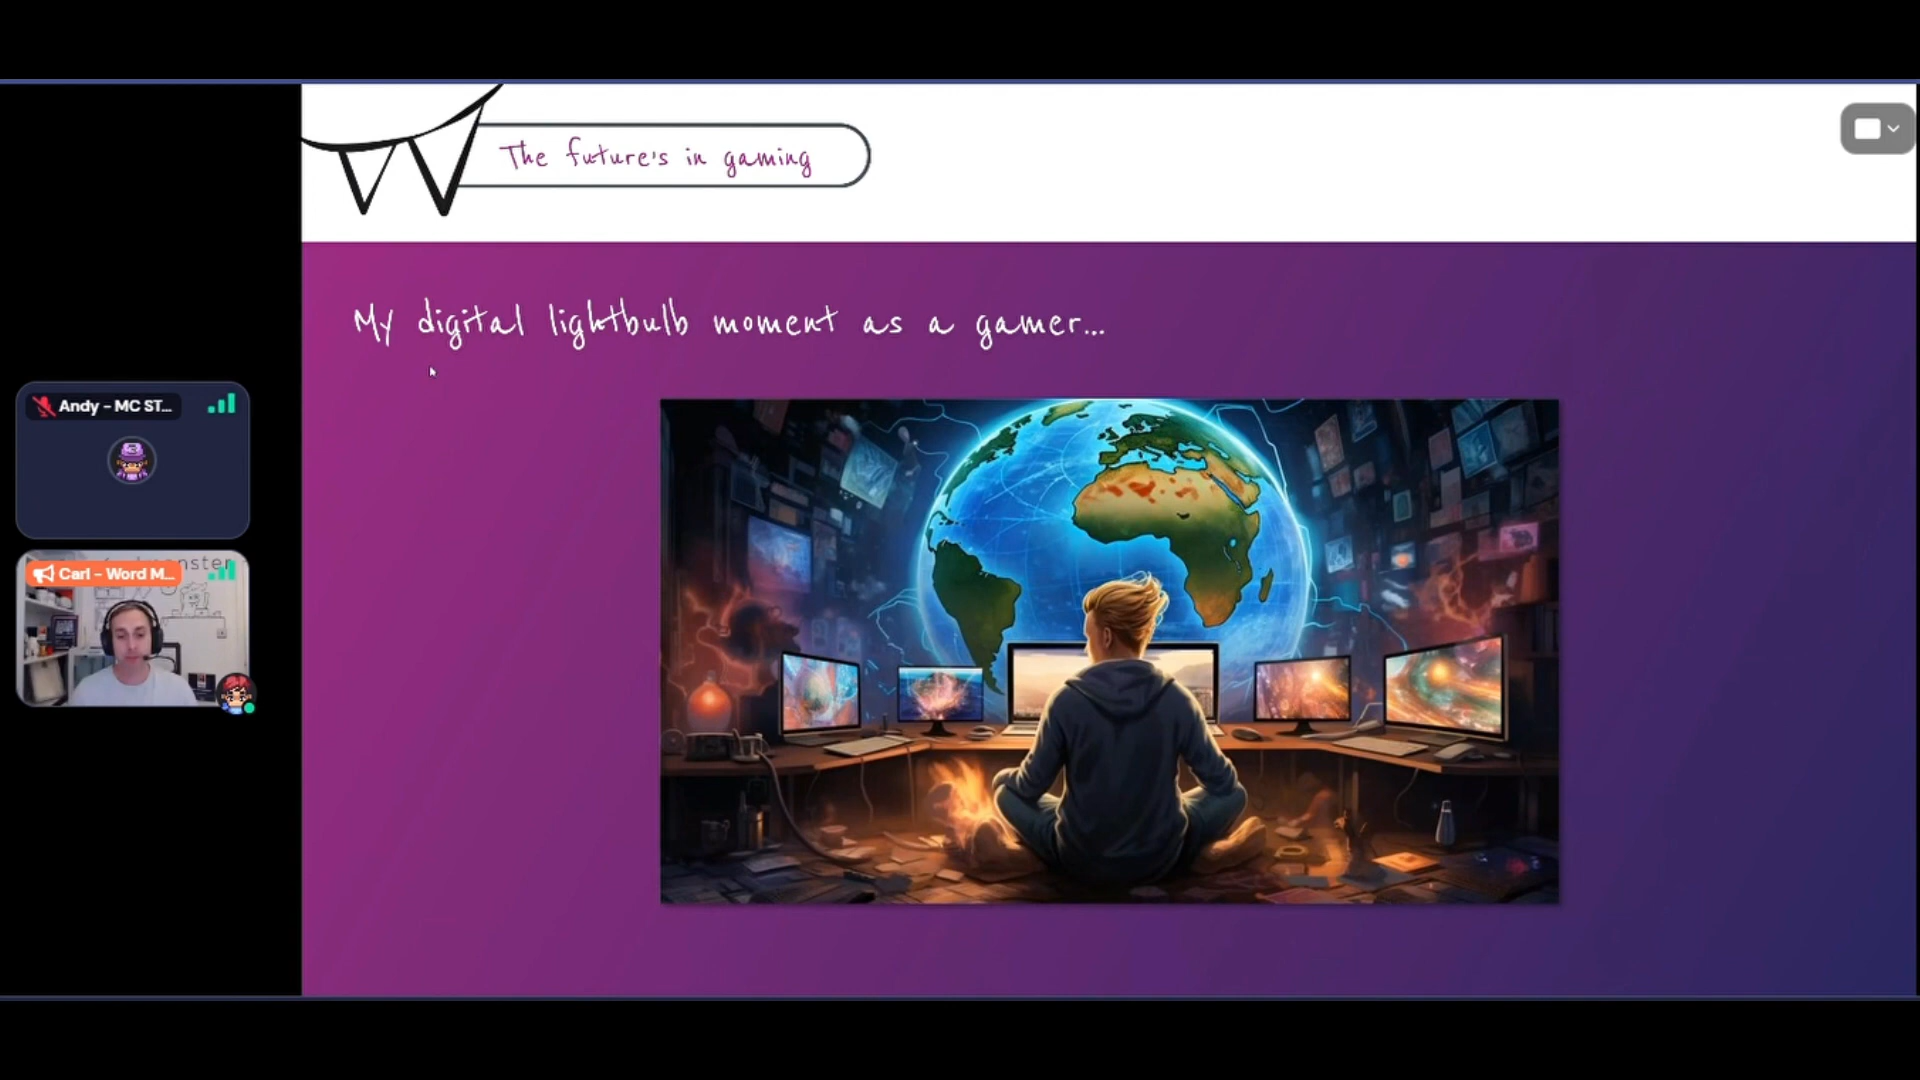 The future's in gaming
My digital lightbulb moment as a gamer...
Andy - MC ST...
Carl - Word M...